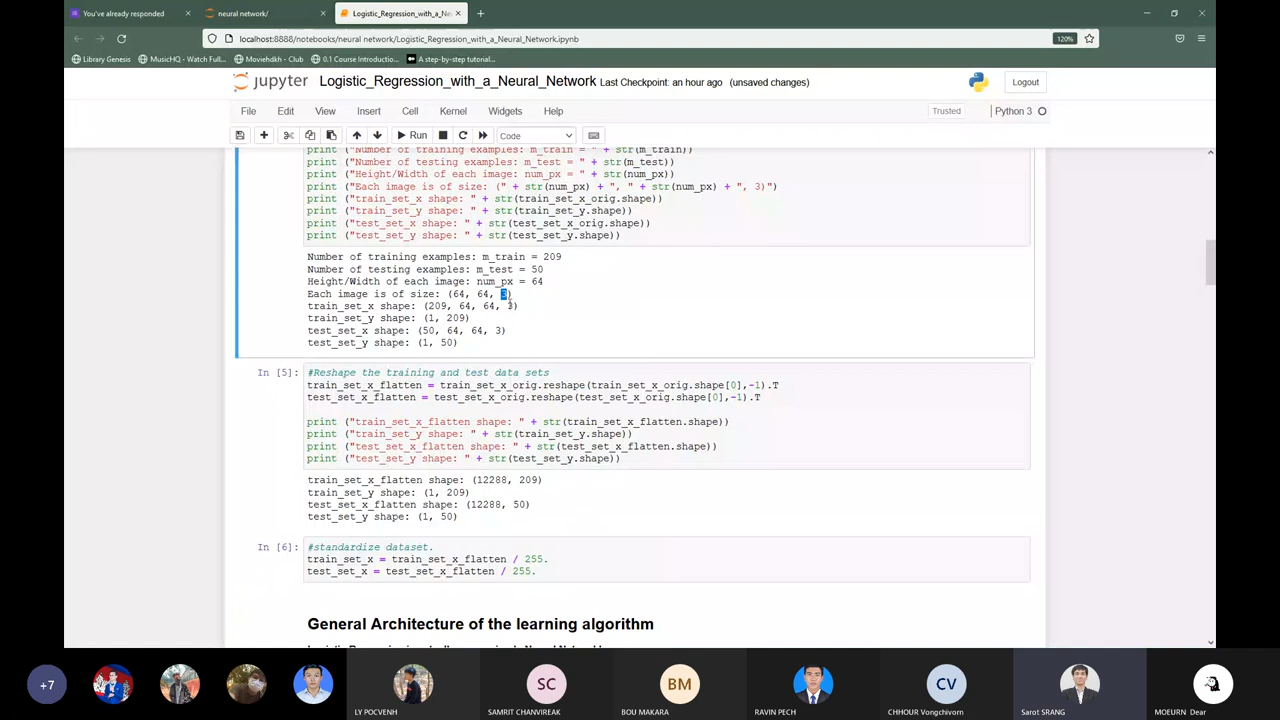 You've already responded
neural network/
Logistic_Regression_with_a_Ne
localhost:8888/notebooks/neural network/Logistic_Regression_with_a_Neural_Network.ipynb
120%
Library Genesis
MusicHQ - Watch Full...
Moviehdkh - Club
0.1 Course Introductio...
A step-by-step tutorial...
jupyter
Logistic_Regression_with_a_Neural_Network Last Checkpoint: an hour ago (unsaved changes)
Logout
File Edit View Insert Cell Kernel Widgets Help
Trusted
Python 3
Run
Code
print ("Number of training examples: m_train = " + str(m_train))
print ("Number of testing examples: m_test = " + str(m_test))
print ("Height/Width of each image: num_px = " + str(num_px))
print ("Each image is of size: (" + str(num_px) + ", " + str(num_px) + ", 3)")
print ("train_set_x shape: " + str(train_set_x_orig.shape))
print ("train_set_y shape: " + str(train_set_y.shape))
print ("test_set_x shape: " + str(test_set_x_orig.shape))
print ("test_set_y shape: " + str(test_set_y.shape))
Number of training examples: m_train = 209
Number of testing examples: m_test = 50
Height/Width of each image: num_px = 64
Each image is of size: (64, 64, 3)
train_set_x shape: (209, 64, 64, 3)
train_set_y shape: (1, 209)
test_set_x shape: (50, 64, 64, 3)
test_set_y shape: (1, 50)
In [5]:
#Reshape the training and test data sets
train_set_x_flatten = train_set_x_orig.reshape(train_set_x_orig.shape[0],-1).T
test_set_x_flatten = test_set_x_orig.reshape(test_set_x_orig.shape[0],-1).T
print ("train_set_x_flatten shape: " + str(train_set_x_flatten.shape))
print ("train_set_y shape: " + str(train_set_y.shape))
print ("test_set_x_flatten shape: " + str(test_set_x_flatten.shape))
print ("test_set_y shape: " + str(test_set_y.shape))
train_set_x_flatten shape: (12288, 209)
train_set_y shape: (1, 209)
test_set_x_flatten shape: (12288, 50)
test_set_y shape: (1, 50)
In [6]:
#standardize dataset.
train_set_x = train_set_x_flatten / 255.
test_set_x = test_set_x_flatten / 255.
General Architecture of the learning algorithm
+7
SC
BM
CV
LY POCVENH
SAMRIT CHANVIREAK
BOU MAKARA
RAVIN PECH
CHHOUR Vongchivorn
Sarot SRANG
MOEURN Dear